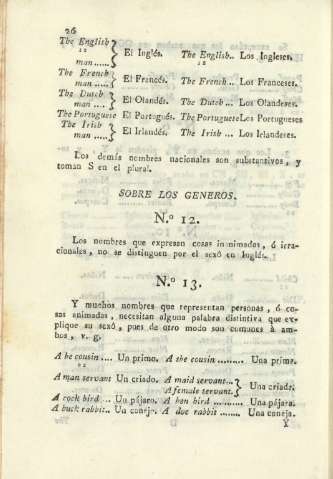 26
The English } El Inglés. The English.. Los Ingleses.
man ..... 
The French } El Francés. The French... Los Franceses.
man ....
The Dutch } El Olandés. The Dutch... Los Olandeses.
man ....
The Portuguese El Portugués. The Portuguese Los Portugueses
The Irish } El Irlandés. The Irish ... Los Irlanderes.
man .....
Los demás nombres nacionales son substantivos, y
toman S en el plural.
SOBRE LOS GENEROS.
N.º 12.
Los nombres que expresan cosas inanimados, ó irra-
cionales, no se distinguen por el sexô en Inglés.
N.º 13.
Y muchos nombres que representan personas, ó co-
sas animadas, necesitan alguna palabra distintiva que ex-
plique su sexô, pues de otro modo son comunes á am-
bos, v. g.
A he cousin .... Un primo. A she cousin ......... Una prima.
A man servant Un criado. A maid servant... } Una criada.
A female servant.
A cock bird ... Un pájaro. A hen bird .......... Una pájara.
A buck rabbit.. Un conejo. A doe rabbit ........ Una coneja.
D
Y